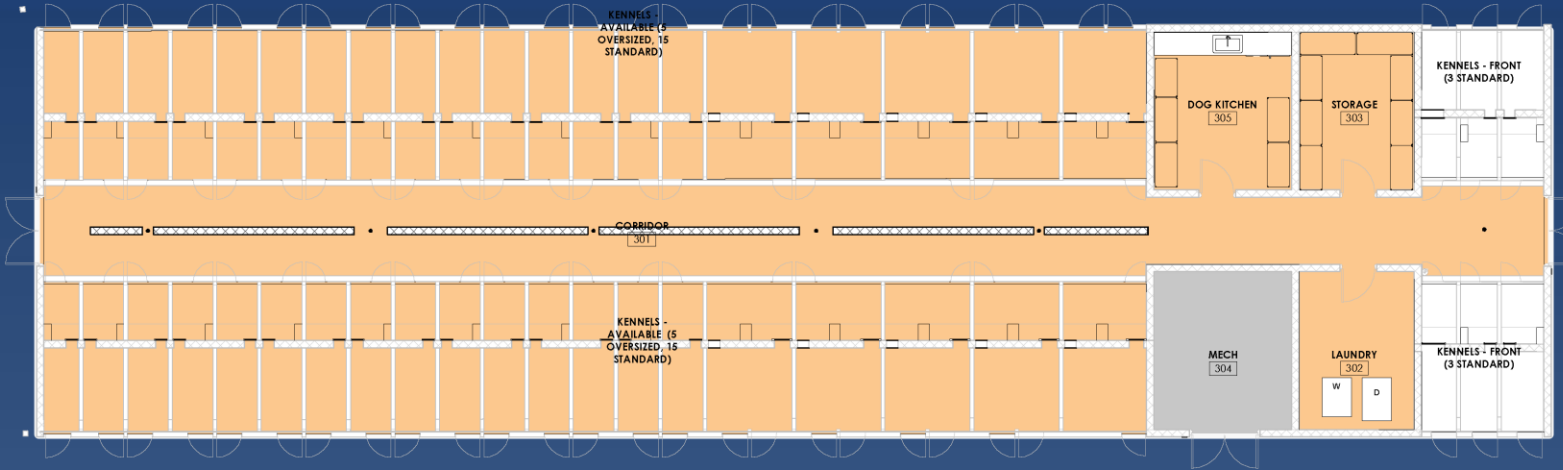 KENNELS -
AVAILABLE (5
OVERSIZED, 15
STANDARD)
DOG KITCHEN
305
STORAGE
303
KENNELS - FRONT
(3 STANDARD)
CORRIDOR
301
KENNELS -
AVAILABLE (5
OVERSIZED, 15
STANDARD)
MECH
304
LAUNDRY
302
W
D
KENNELS - FRONT
(3 STANDARD)